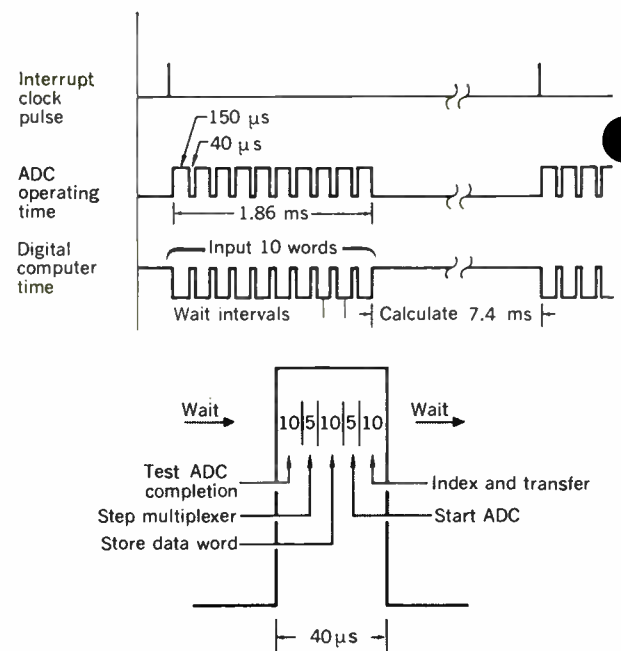 Interrupt
clock
pulse
150 μs
40 μs
ADC
operating
time
1.86 ms
Digital
computer
time
Input 10 words
Wait intervals
Calculate 7.4 ms
Wait
Wait
10 5 10 5 10
Test ADC
completion
Index and transfer
Step multiplexer
Start ADC
Store data word
40 μs